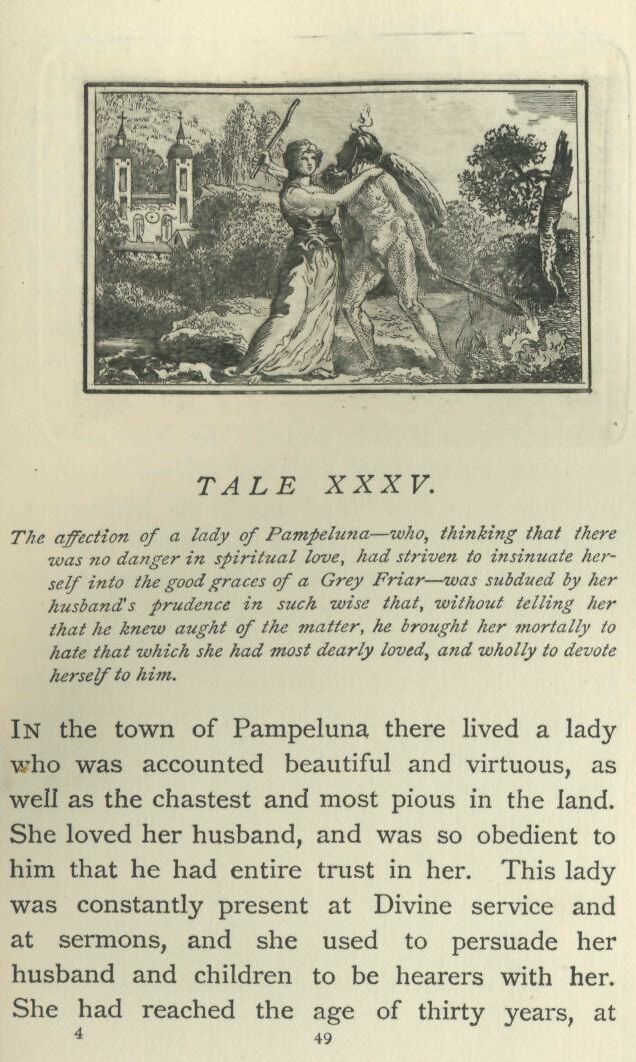 TALE XXXV.
The affection of a lady of Pampeluna—who, thinking that there
was no danger in spiritual love, had striven to insinuate her-
self into the good graces of a Grey Friar—was subdued by her
husband's prudence in such wise that, without telling her
that he knew aught of the matter, he brought her mortally to
hate that which she had most dearly loved, and wholly to devote
herself to him.
IN the town of Pampeluna there lived a lady
who was accounted beautiful and virtuous, as
well as the chastest and most pious in the land.
She loved her husband, and was so obedient to
him that he had entire trust in her. This lady
was constantly present at Divine service and
at sermons, and she used to persuade her
husband and children to be hearers with her.
She had reached the age of thirty years, at
4
49